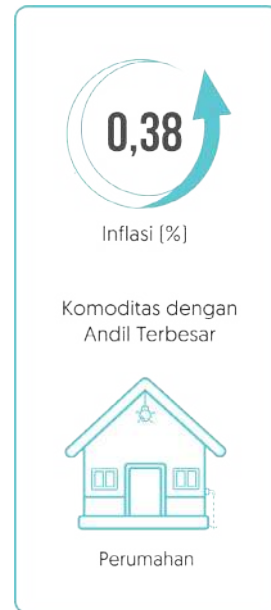 0,38
Inflasi (%)
Komoditas dengan
Andil Terbesar
Perumahan